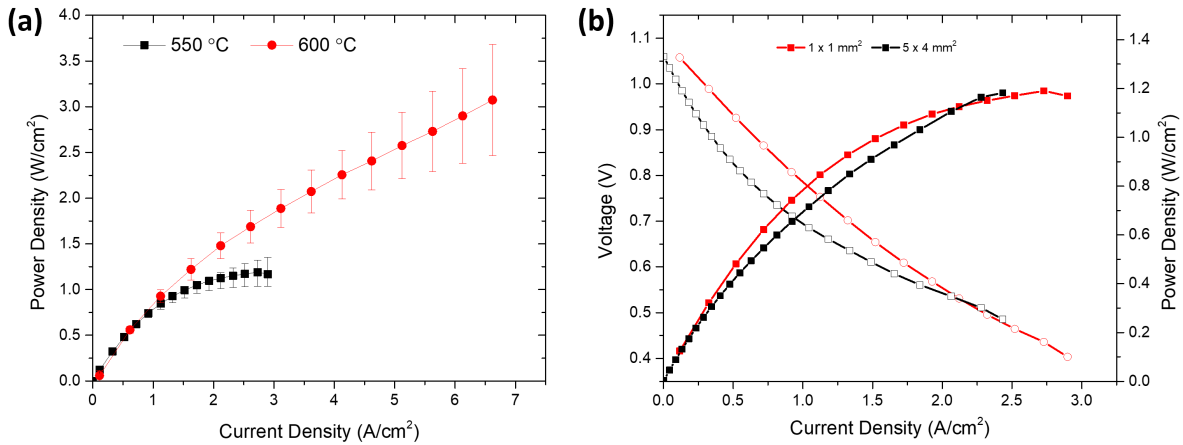 (a)
550 °C
600 °C
4.0
3.5
3.0
2.5
2.0
1.5
1.0
0.5
0.0
Power Density (W/cm²)
0 1 2 3 4 5 6 7
Current Density (A/cm²)
(b)
1 x 1 mm²
5 x 4 mm²
1.1
1.0
0.9
0.8
0.7
0.6
0.5
0.4
Voltage (V)
1.4
1.2
1.0
0.8
0.6
0.4
0.2
0.0
Power Density (W/cm²)
0.0 0.5 1.0 1.5 2.0 2.5 3.0
Current Density (A/cm²)